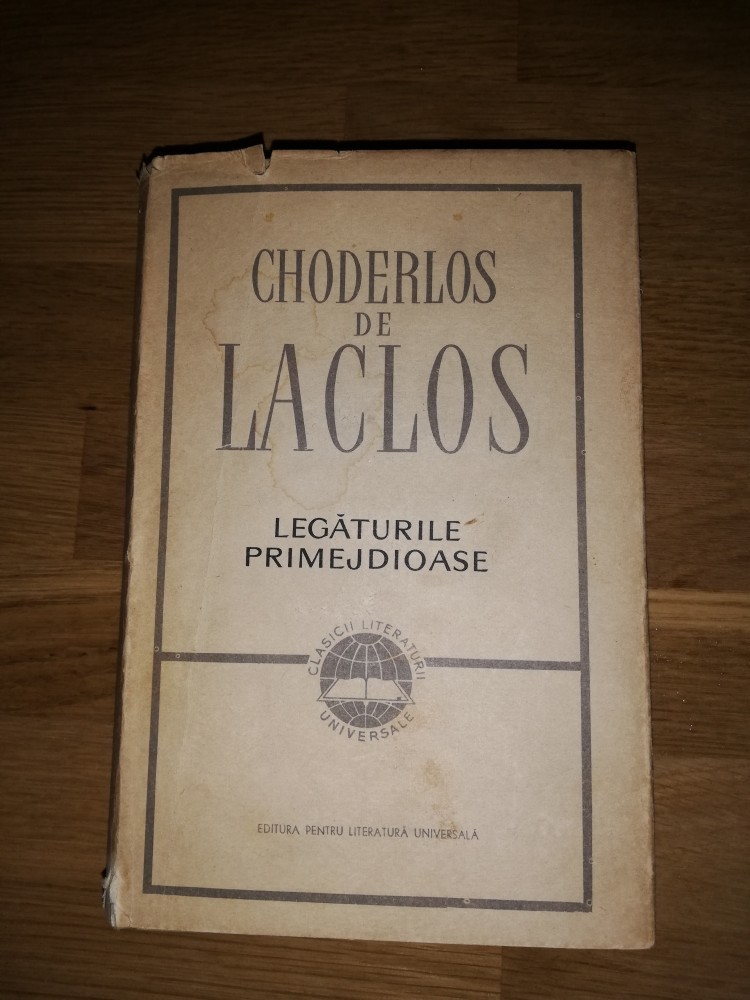 CHODERLOS
DE
LACLOS
LEGĂTURILE
PRIMEJDIOASE
CLASICII LITERATURII
UNIVERSALE
EDITURA PENTRU LITERATURĂ UNIVERSALĂ